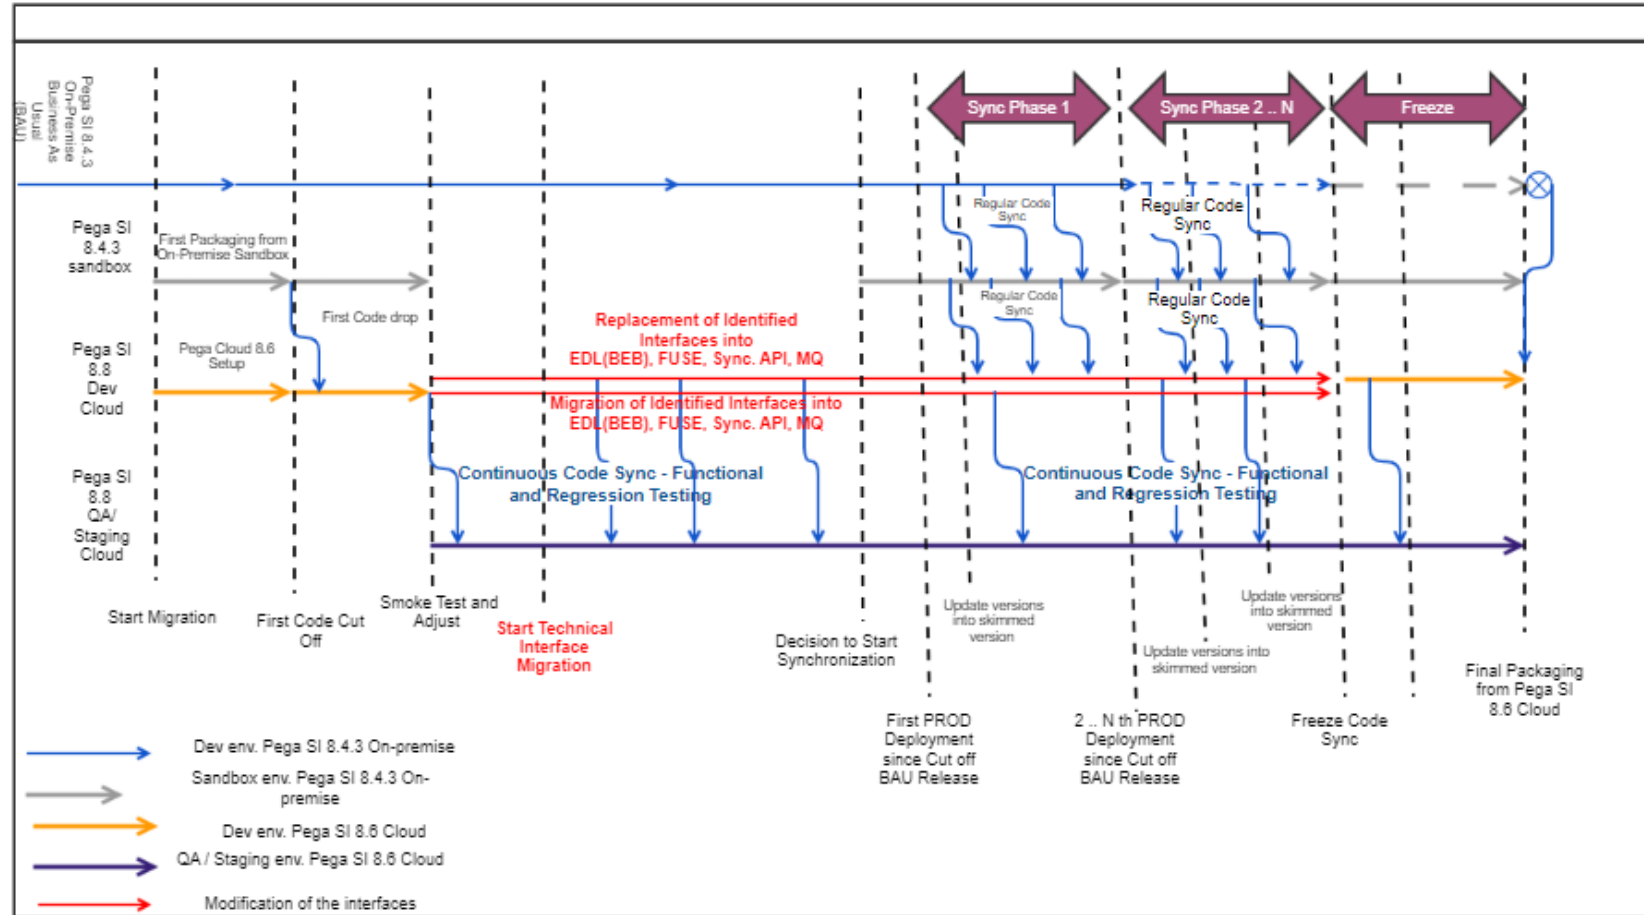 Sync Phase 1
Sync Phase 2 .. N
Freeze
Pega SI 8.4.3
On-Premise
Business As
Usual
(BAU)
Pega SI
8.4.3
sandbox
First Packaging from
On-Premise Sandbox
Regular Code
Sync
Regular Code
Sync
First Code drop
Regular Code
Sync
Regular Code
Sync
Pega SI
8.8
Dev
Cloud
Pega Cloud 8.6
Setup
Replacement of Identified
Interfaces into
EDL(BEB), FUSE, Sync. API, MQ
Migration of Identified Interfaces into
EDL(BEB), FUSE, Sync. API, MQ
Pega SI
8.8
QA/
Staging
Cloud
Continuous Code Sync - Functional
and Regression Testing
Continuous Code Sync - Functional
and Regression Testing
Start Migration
First Code Cut
Off
Smoke Test and
Adjust
Start Technical
Interface
Migration
Decision to Start
Synchronization
Update versions
into skimmed
version
Update versions into
skimmed version
Update versions
into skimmed
version
First PROD
Deployment
since Cut off
BAU Release
2 .. N th PROD
Deployment
since Cut off
BAU Release
Freeze Code
Sync
Final Packaging
from Pega SI
8.6 Cloud
Dev env. Pega SI 8.4.3 On-premise
Sandbox env. Pega SI 8.4.3 On-
premise
Dev env. Pega SI 8.6 Cloud
QA / Staging env. Pega SI 8.6 Cloud
Modification of the interfaces